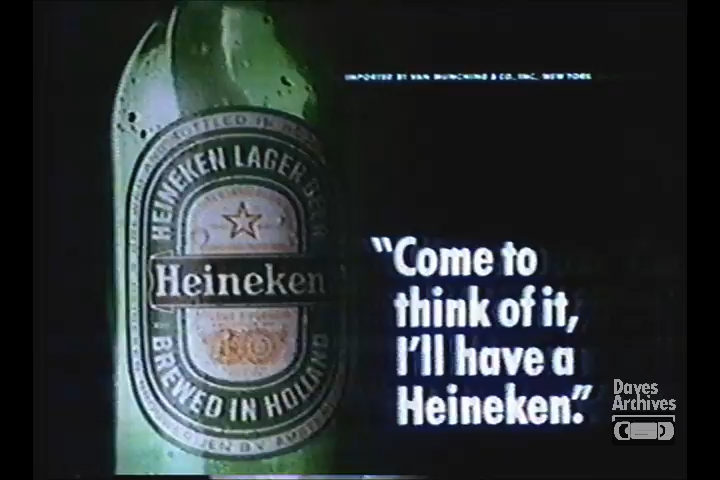 IMPORTED BY VAN MUNCHING & CO., INC., NEW YORK
HEINEKEN LAGER BEER
Heineken
BREWED IN HOLLAND
“Come to
think of it,
I’ll have a
Heineken.”
Daves
Archives